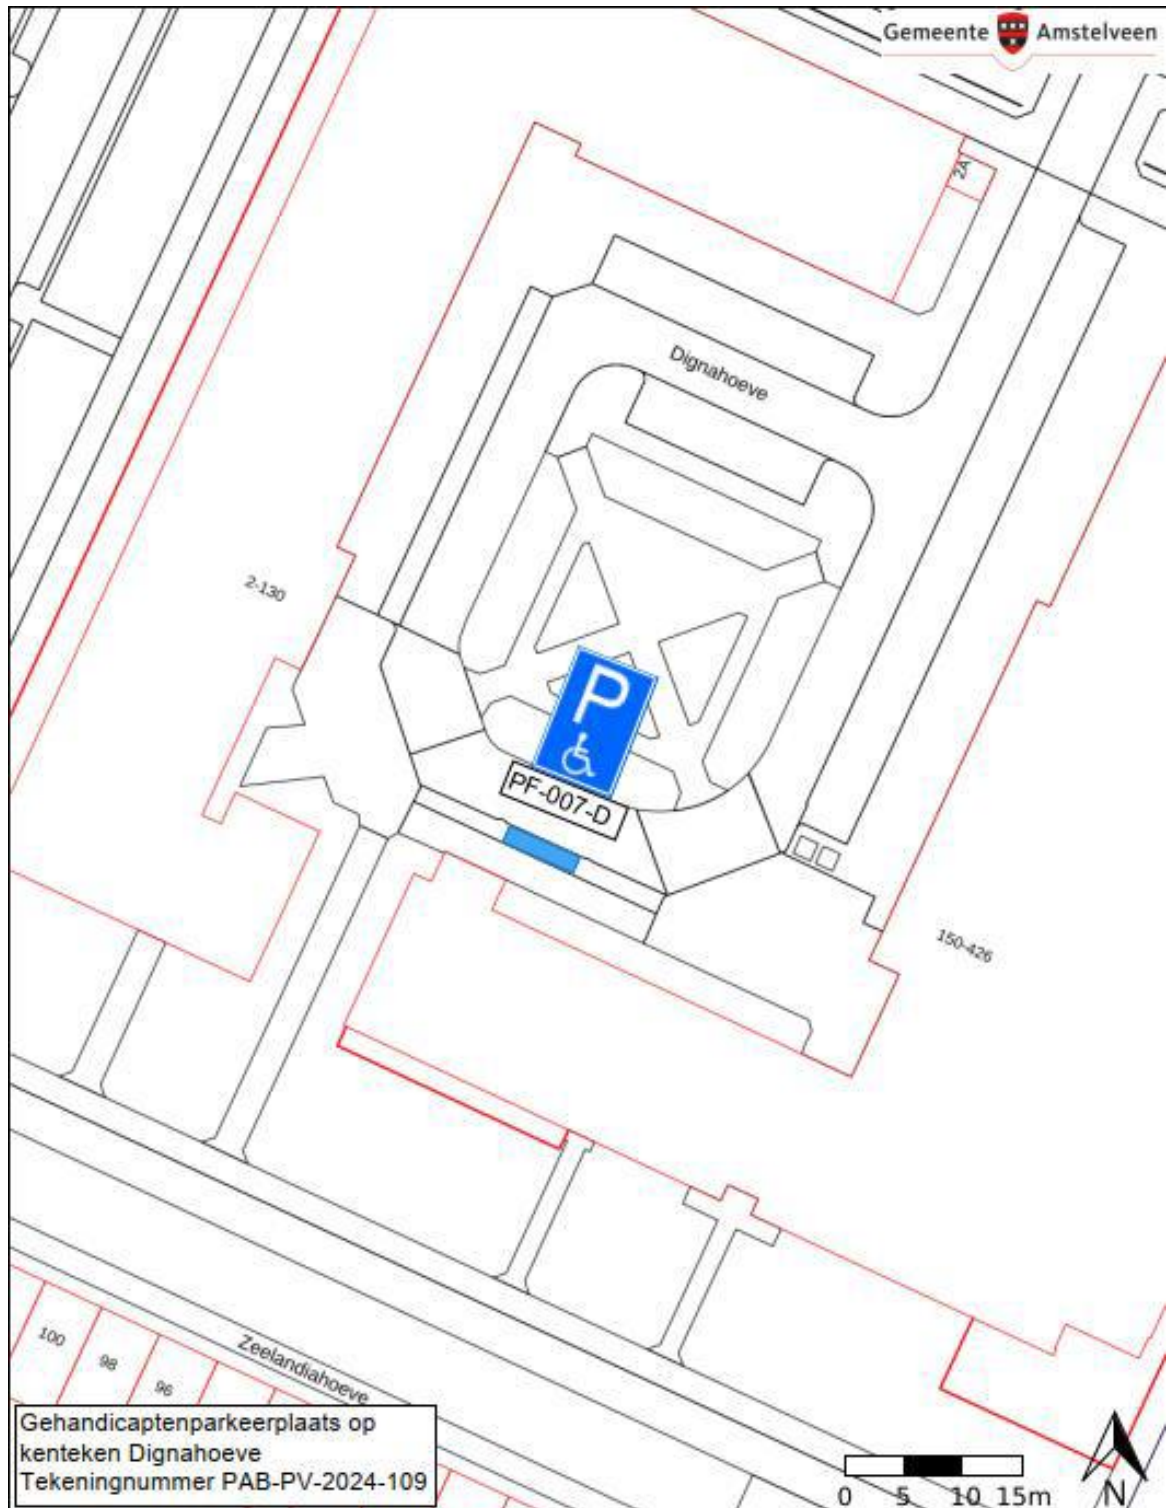 Gemeente Amstelveen
2A
Dignahoeve
2-130
P
PF-007-D
150-426
100
98
96
Zeelandiahoeve
Gehandicaptenparkeerplaats op
kenteken Dignahoeve
Tekeningnummer PAB-PV-2024-109
0 5 10 15m
N